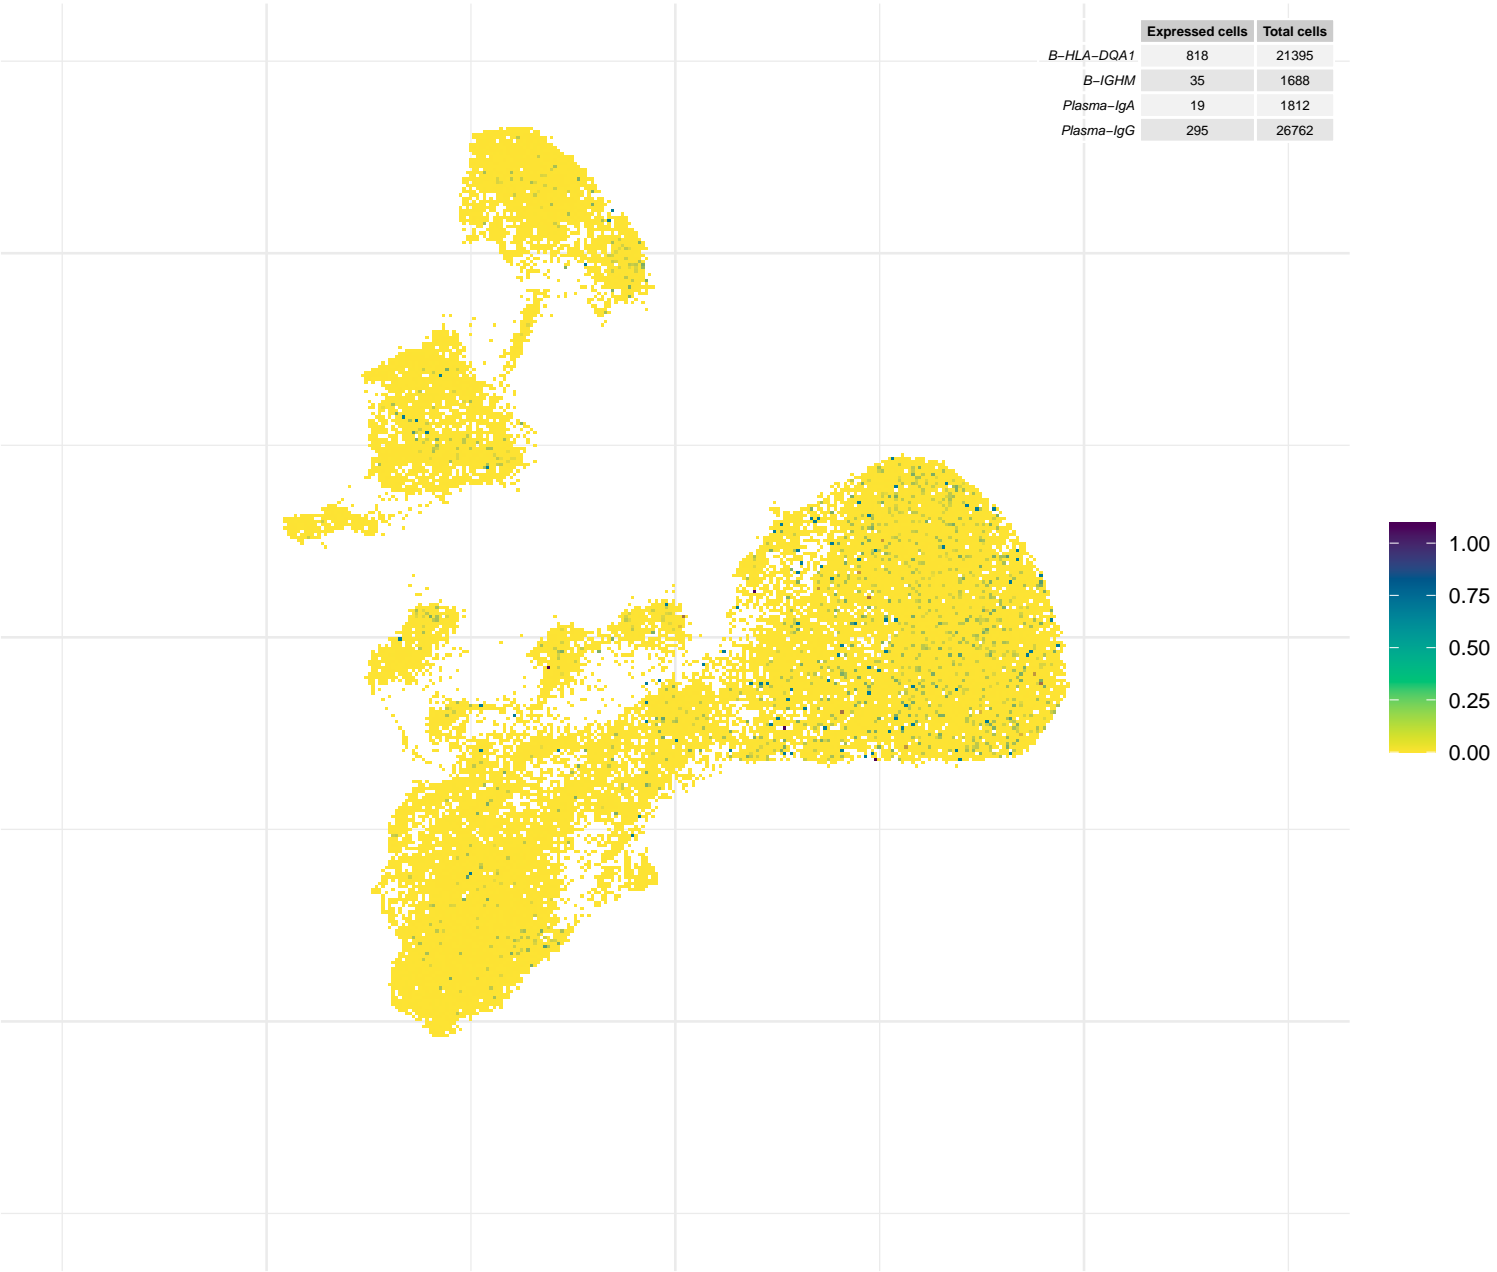 Expressed cells Total cells
B−HLA−DQA1 818 21395
B−IGHM 35 1688
Plasma−IgA 19 1812
Plasma−IgG 295 26762
1.00
0.75
0.50
0.25
0.00